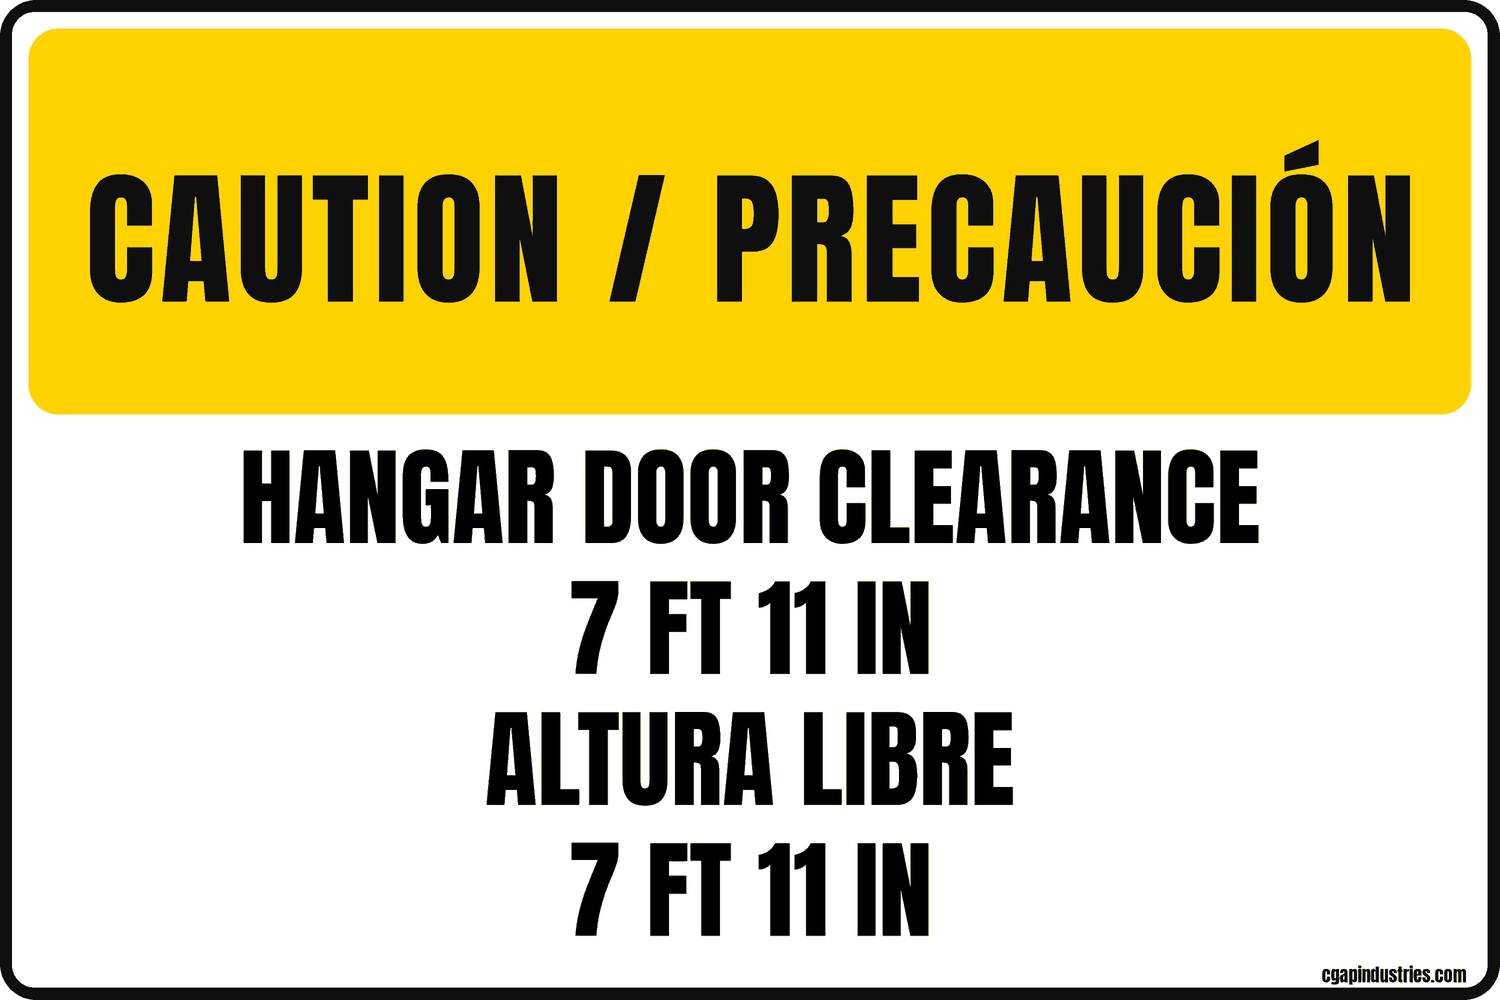 CAUTION / PRECAUCIÓN
HANGAR DOOR CLEARANCE
7 FT 11 IN
ALTURA LIBRE
7 FT 11 IN
cgapindustries.com